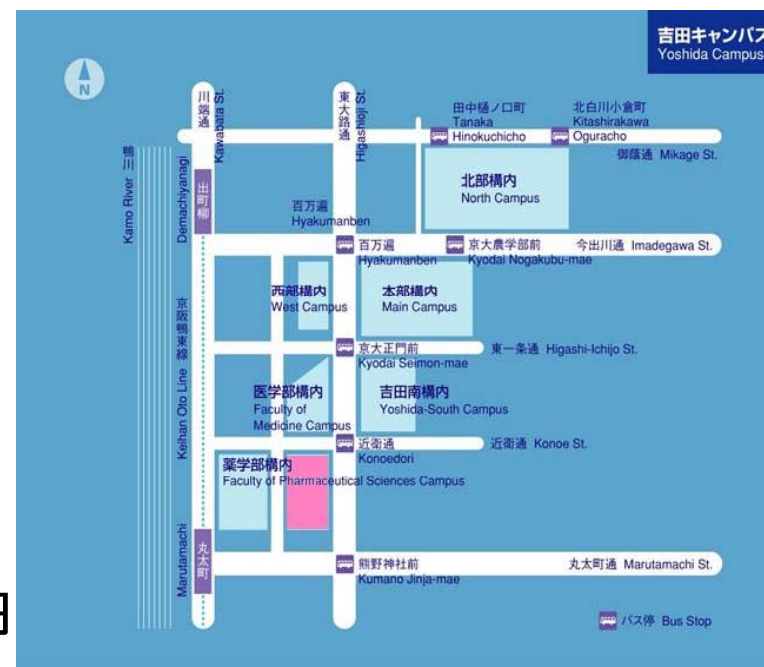 吉田キャンパス
Yoshida Campus
N
川端通
Kawabata St.
東大路通
Higashioji St.
田中樋ノ口町
Tanaka
Hinokuchicho
北白川小倉町
Kitashirakawa
Oguracho
御蔭通 Mikage St.
鴨川
Kamo River
出町柳
Demachiyanagi
北部構内
North Campus
百万遍
Hyakumanben
百万遍
Hyakumanben
京大農学部前
Kyodai Nogakubu-mae
今出川通 Imadegawa St.
西部構内
West Campus
本部構内
Main Campus
京阪鴨東線
Keihan Oto Line
京大正門前
Kyodai Seimon-mae
東一条通 Higashi-Ichijo St.
医学部構内
Faculty of
Medicine Campus
吉田南構内
Yoshida-South Campus
近衛通
Konoedori
近衛通 Konoe St.
薬学部構内
Faculty of Pharmaceutical Sciences Campus
丸太町
Marutamachi
熊野神社前
Kumano Jinja-mae
丸太町通 Marutamachi St.
バス停 Bus Stop